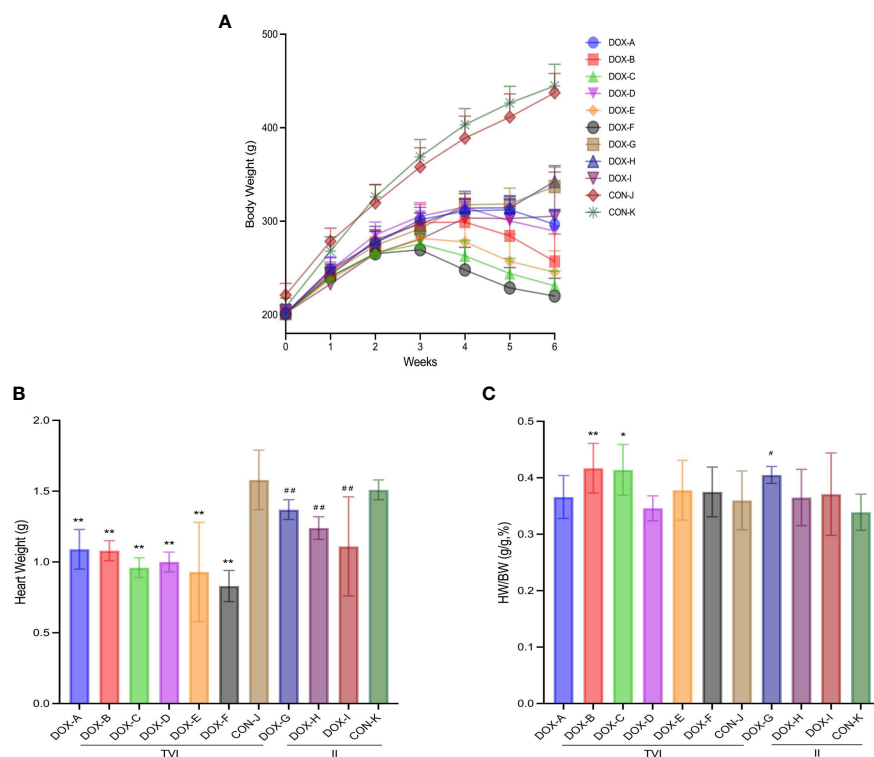 A
500
400
300
200
Body Weight (g)
0 1 2 3 4 5 6
Weeks
DOX-A
DOX-B
DOX-C
DOX-D
DOX-E
DOX-F
DOX-G
DOX-H
DOX-I
CON-J
CON-K
B
2.0
1.5
1.0
0.5
0.0
Heart Weight (g)
** ** ** ** ** ** ## ## ##
DOX-A DOX-B DOX-C DOX-D DOX-E DOX-F CON-J DOX-G DOX-H DOX-I CON-K
TVI II
C
0.5
0.4
0.3
0.2
0.1
0.0
HW/BW (g/g,%)
** * #
DOX-A DOX-B DOX-C DOX-D DOX-E DOX-F CON-J DOX-G DOX-H DOX-I CON-K
TVI II